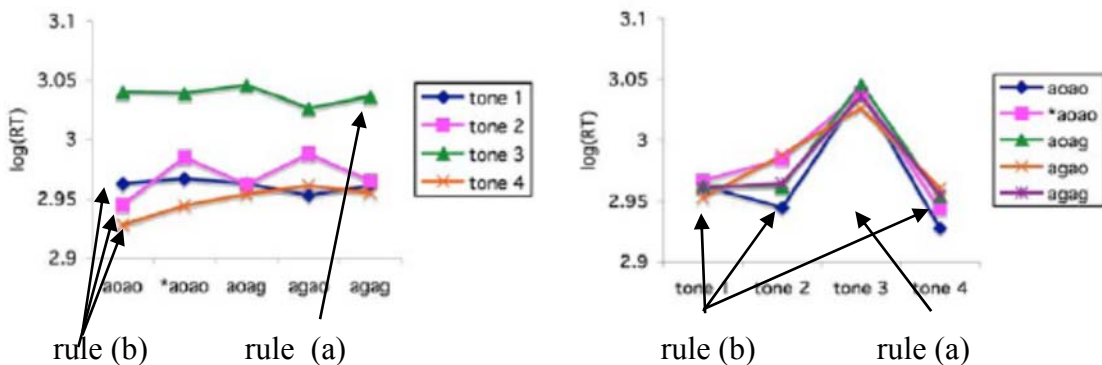 3.1
3.05
3
2.95
2.9
log(RT)
aoao *aoao aoag agao agag
tone 1
tone 2
tone 3
tone 4
rule (b) rule (a)
3.1
3.05
3
2.95
2.9
log(RT)
tone 1 tone 2 tone 3 tone 4
aoao
*aoao
aoag
agao
agag
rule (b) rule (a)